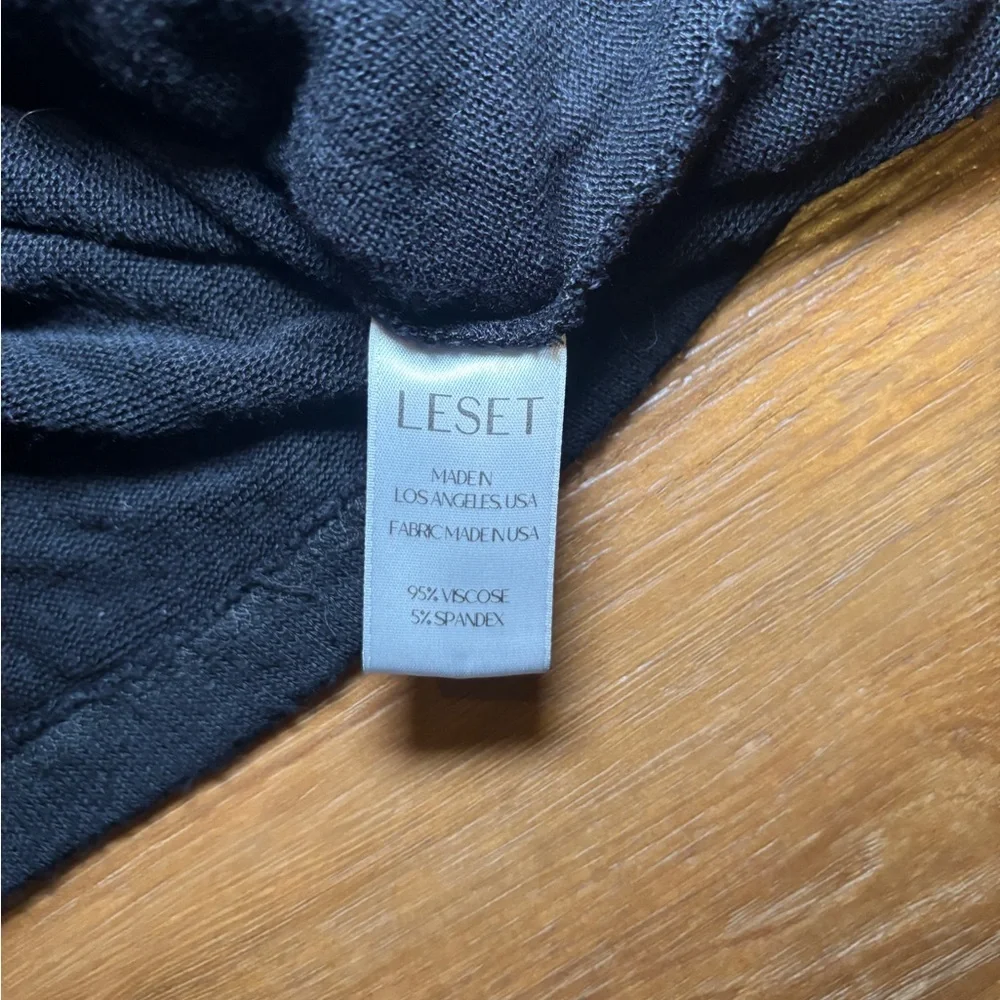 LESET
MADE IN
LOS ANGELES, USA
FABRIC MADE IN USA
95% VISCOSE
5% SPANDEX